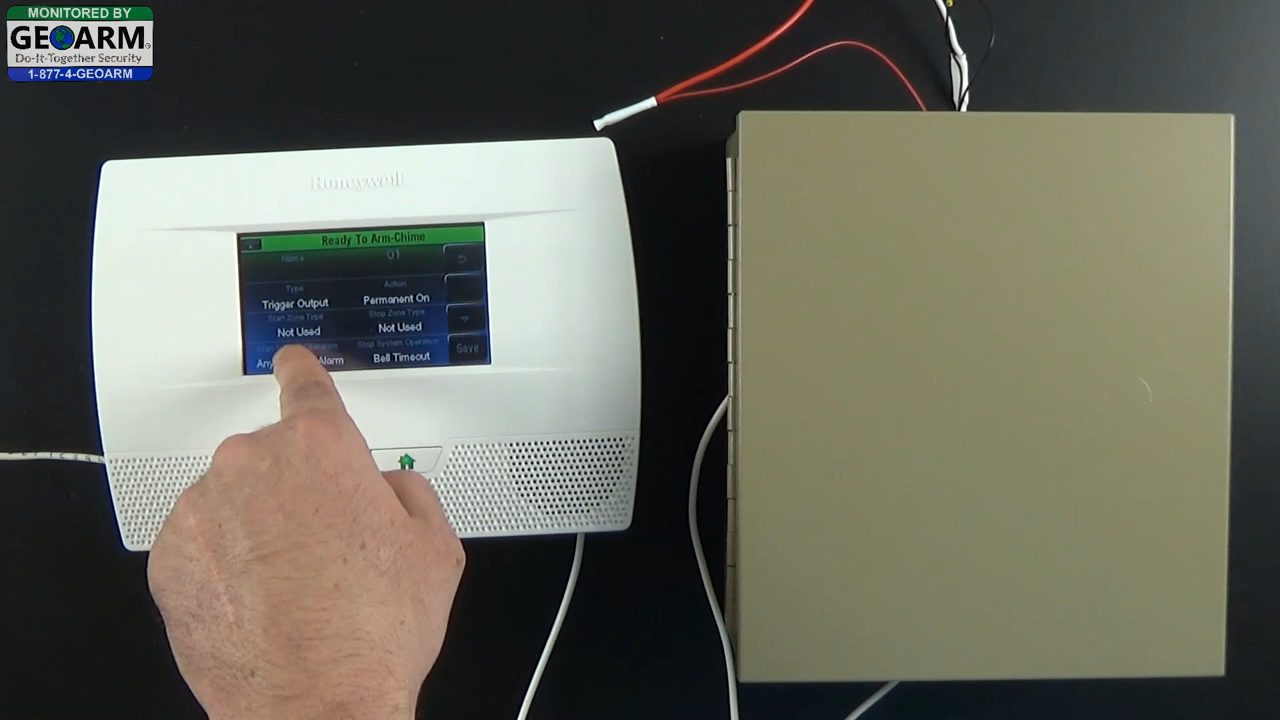 MONITORED BY
GEOARM
Do-It-Together Security
1-877-4-GEOARM
Honeywell
Ready To Arm-Chime
Name 01
Type Action
Trigger Output Permanent On
Start Zone Type Stop Zone Type
Not Used Not Used
Stop System Operation
Alarm Bell Timeout
Save